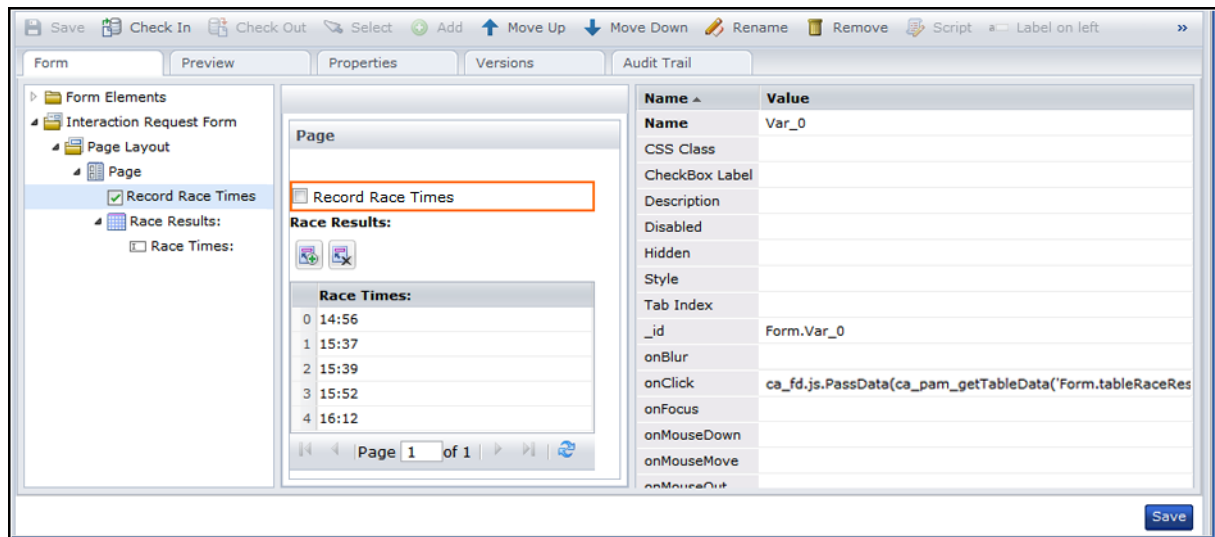 Save Check In Check Out Select Add Move Up Move Down Rename Remove Script Label on left »
Form Preview Properties Versions Audit Trail
Form Elements
Interaction Request Form
Page Layout
Page
Record Race Times
Race Results:
Race Times:
Page
Record Race Times
Race Results:
Race Times:
0 14:56
1 15:37
2 15:39
3 15:52
4 16:12
Page 1 of 1
Name Value
Name Var_0
CSS Class
CheckBox Label
Description
Disabled
Hidden
Style
Tab Index
_id Form.Var_0
onBlur
onClick ca_fd.js.PassData(ca_pam_getTableData('Form.tableRaceRes
onFocus
onMouseDown
onMouseMove
onMouseOut
Save